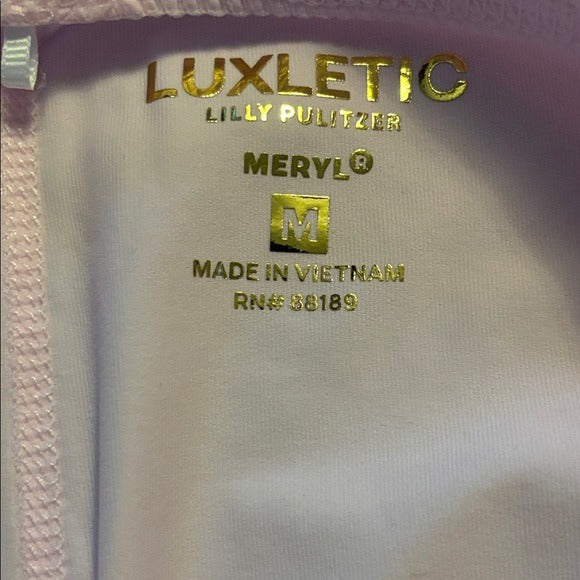 LUXLETIC
LILLY PULITZER
MERYL®
M
MADE IN VIETNAM
RN# 88189